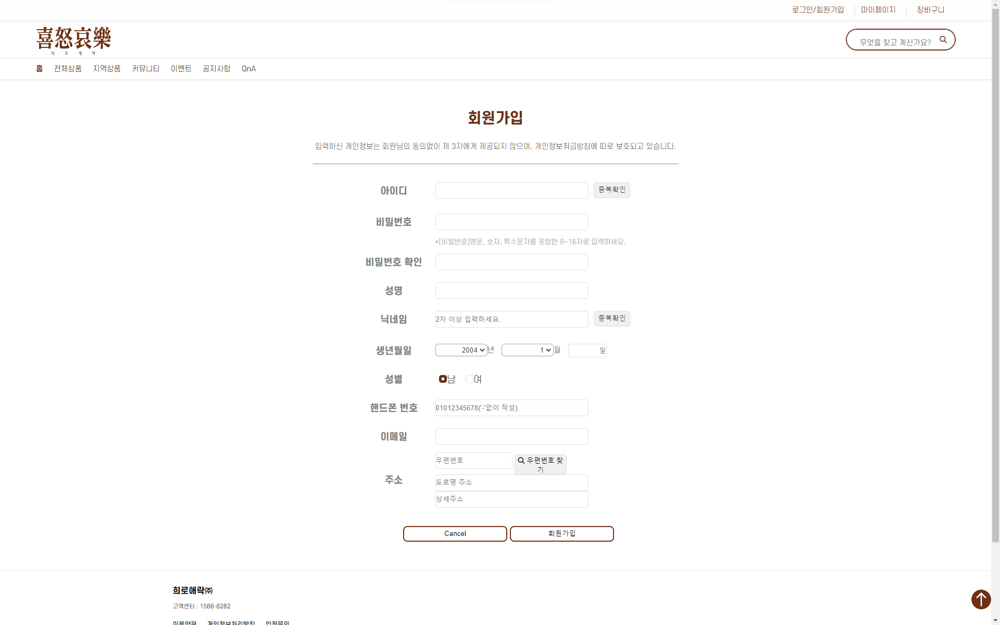 로그인/회원가입 마이페이지 장바구니
喜怒哀樂
희 로 애 락
무엇을 찾고 계신가요?
홈 전체상품 지역상품 커뮤니티 이벤트 공지사항 QnA
회원가입
입력하신 개인정보는 회원님의 동의없이 제 3자에게 제공되지 않으며, 개인정보취급방침에 따로 보호되고 있습니다.
아이디 중복확인
비밀번호
*[비밀번호]영문, 숫자, 특수문자를 포함한 8~16자로 입력하세요.
비밀번호 확인
성명
닉네임 2자 이상 입력하세요. 중복확인
생년월일 2004 년 1 월 일
성별 남 여
핸드폰 번호 01012345678('-'없이 작성)
이메일
우편번호 우편번호 찾
기
주소 도로명 주소
상세주소
Cancel 회원가입
희로애락㈜
고객센터 : 1588-8282
이용약관 개인정보처리방침 입점문의